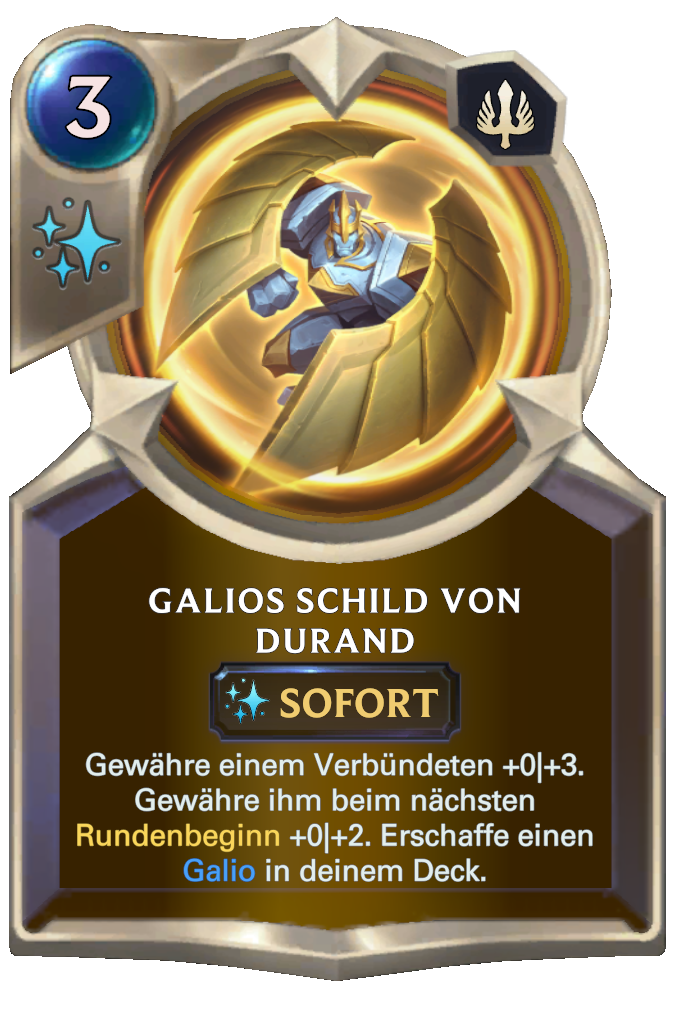 3
GALIOS SCHILD VON
DURAND
SOFORT
Gewähre einem Verbündeten +0|+3.
Gewähre ihm beim nächsten
Rundenbeginn +0|+2. Erschaffe einen
Galio in deinem Deck.